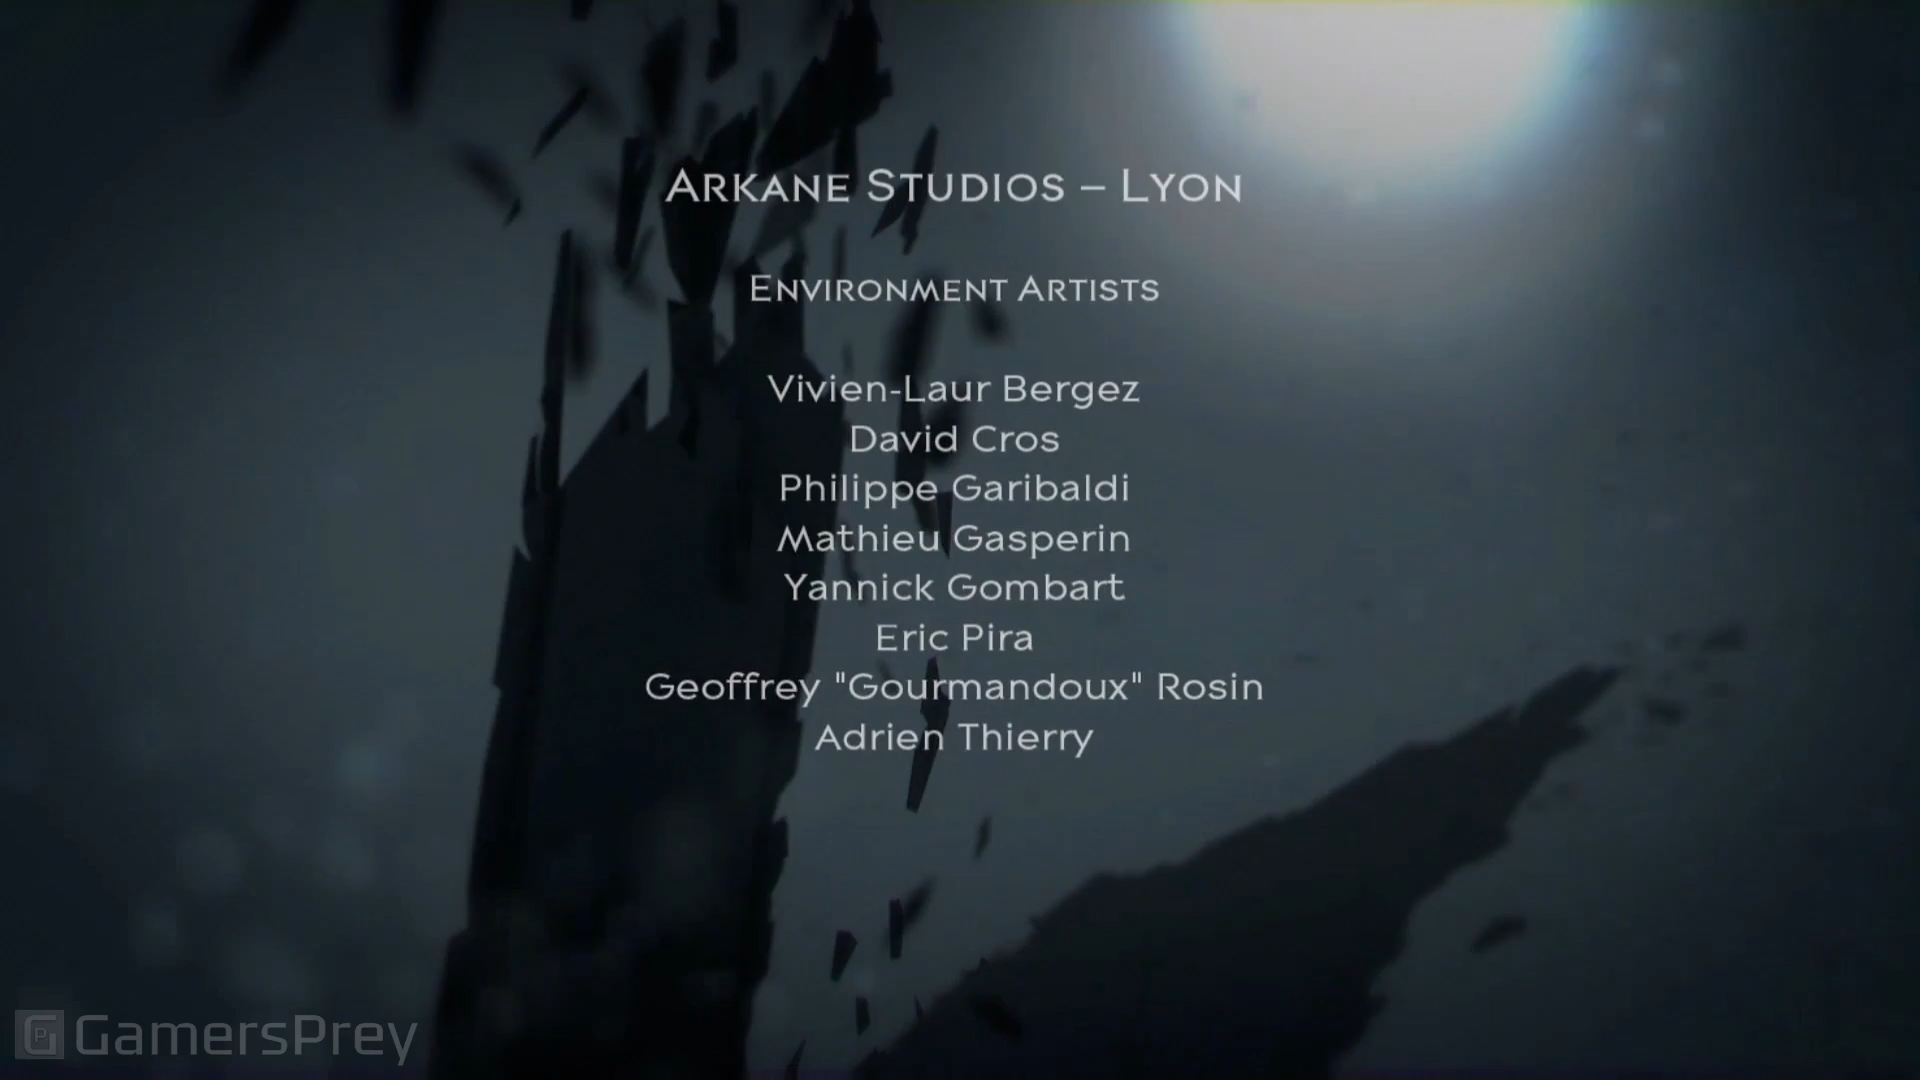 Arkane Studios – Lyon
Environment Artists
Vivien-Laur Bergez
David Cros
Philippe Garibaldi
Mathieu Gasperin
Yannick Gombart
Eric Pira
Geoffrey "Gourmandoux" Rosin
Adrien Thierry
GamersPrey